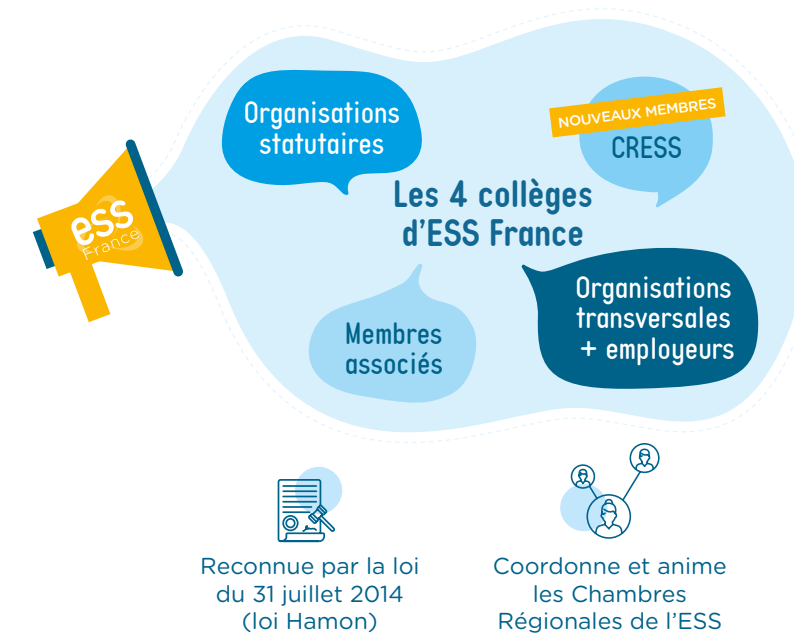 Organisations
statutaires
NOUVEAUX MEMBRES
CRESS
Les 4 collèges
d'ESS France
ess
France
Membres
associés
Organisations
transversales
+ employeurs
Reconnue par la loi
du 31 juillet 2014
(loi Hamon)
Coordonne et anime
les Chambres
Régionales de l'ESS